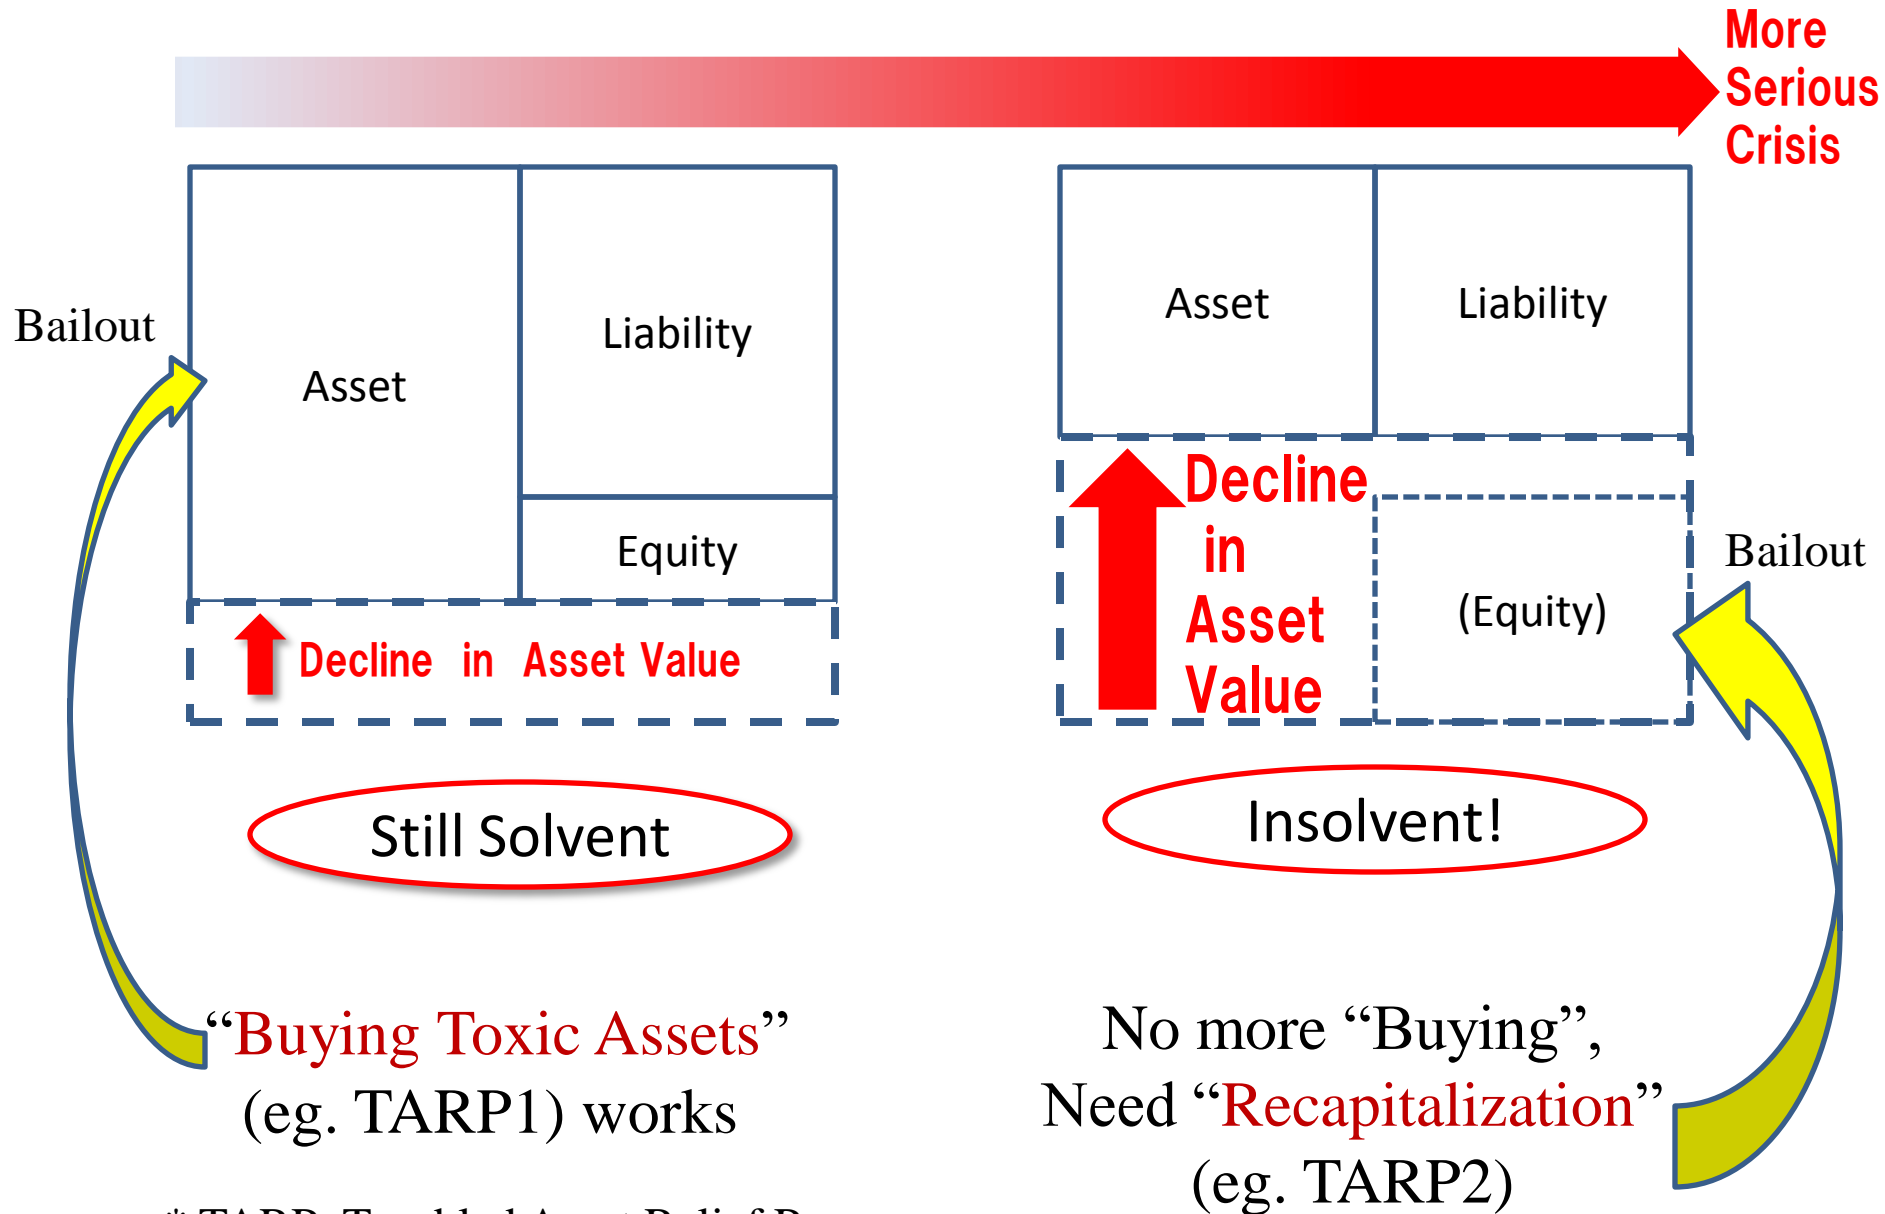 More
Serious
Crisis
Bailout
Asset
Liability
Equity
Decline in Asset Value
Still Solvent
“Buying Toxic Assets”
(eg. TARP1) works
Asset
Liability
Decline
in
Asset
Value
(Equity)
Bailout
Insolvent!
No more “Buying”,
Need “Recapitalization”
(eg. TARP2)